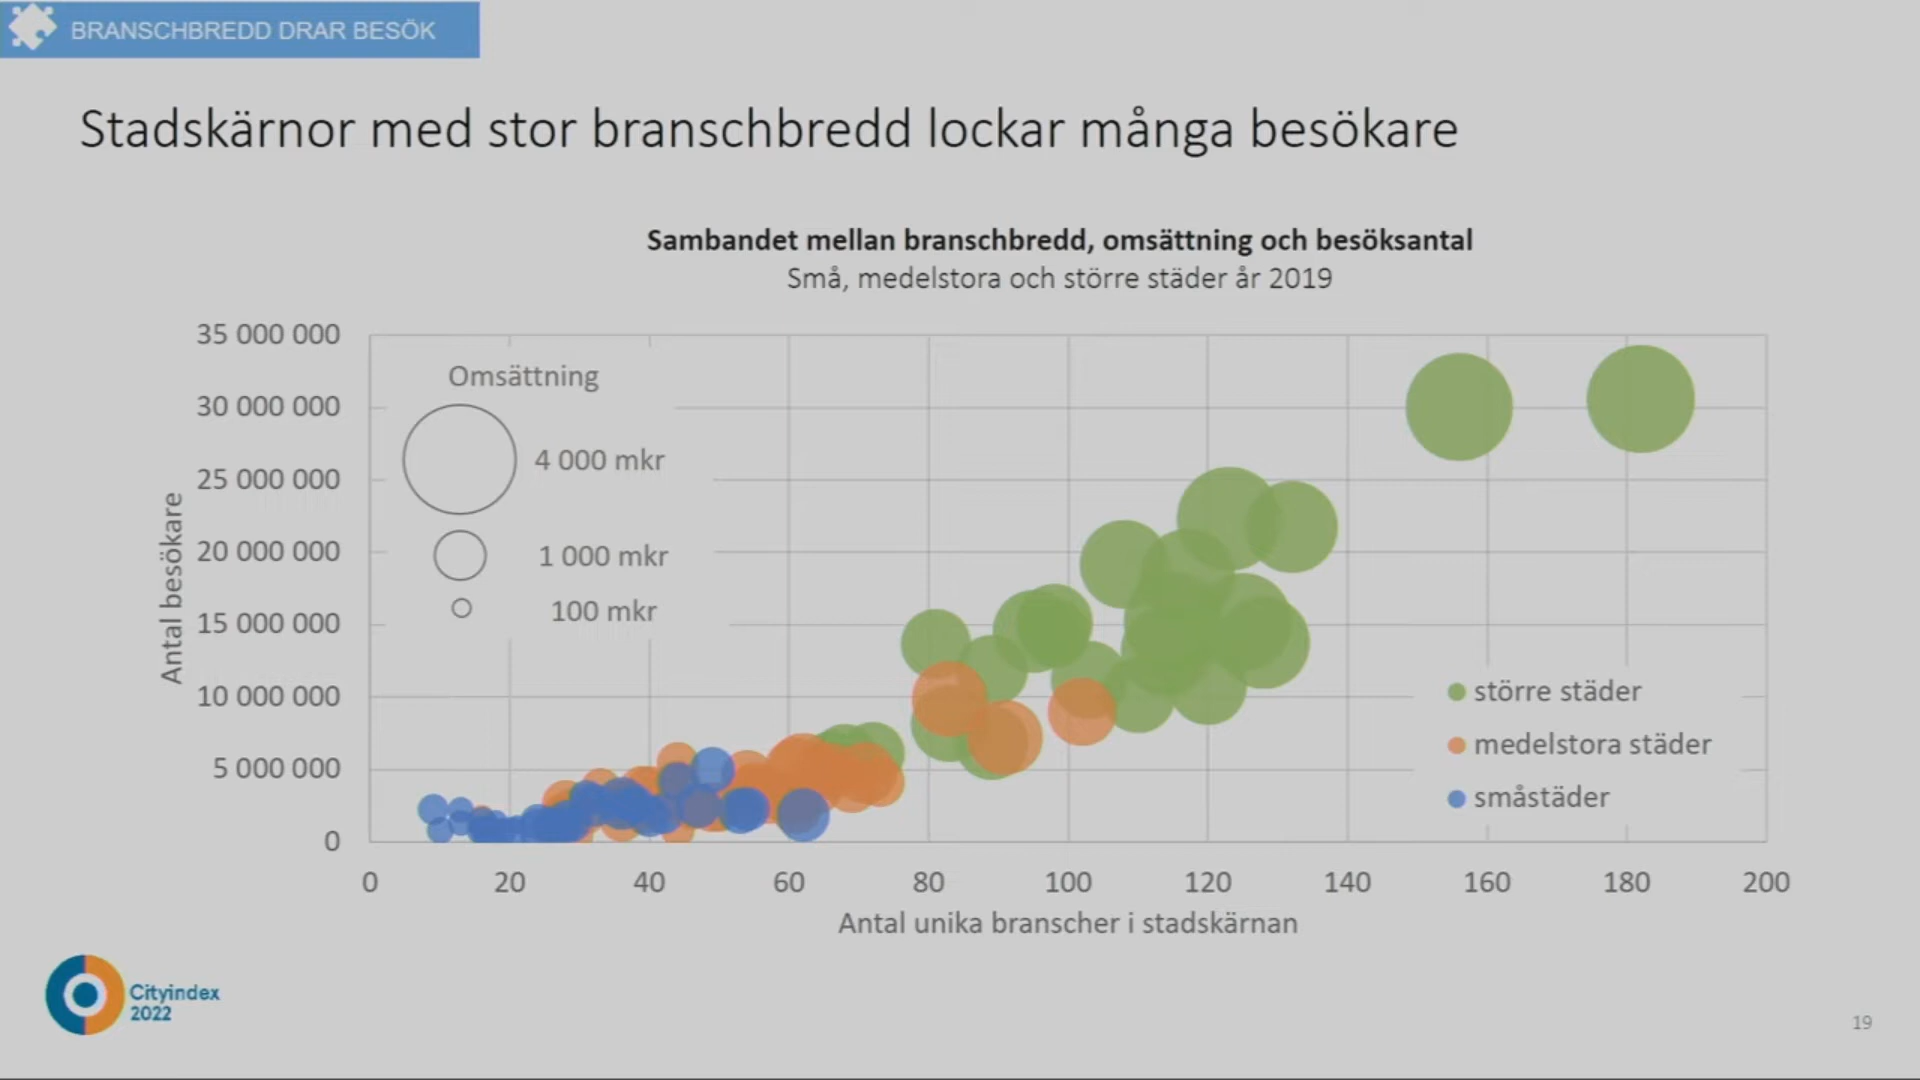 BRANSCHBREDD DRAR BESÖK
Stadskärnor med stor branschbredd lockar många besökare
Sambandet mellan branschbredd, omsättning och besöksantal
Små, medelstora och större städer år 2019
35 000 000
30 000 000
25 000 000
20 000 000
15 000 000
10 000 000
5 000 000
0
Antal besökare
Omsättning
4 000 mkr
1 000 mkr
100 mkr
större städer
medelstora städer
småstäder
0 20 40 60 80 100 120 140 160 180 200
Antal unika branscher i stadskärnan
Cityindex
2022
19